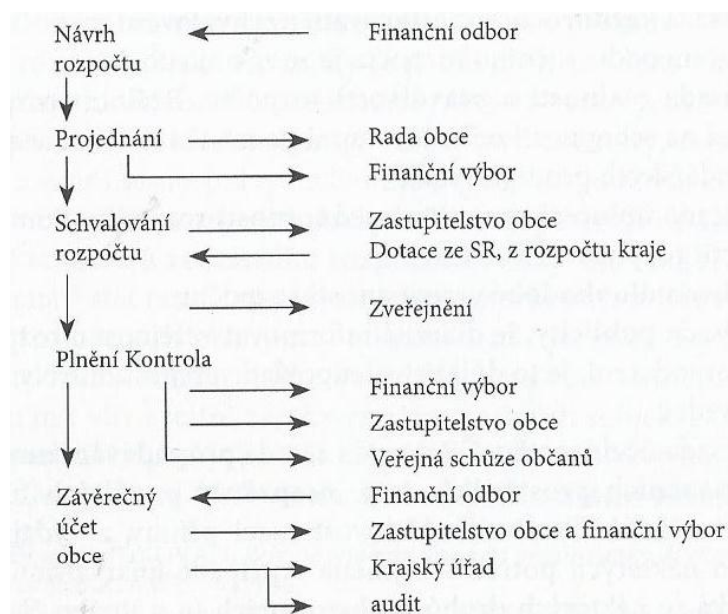 Návrh
rozpočtu
Finanční odbor
Projednání
Rada obce
Finanční výbor
Schvalování
rozpočtu
Zastupitelstvo obce
Dotace ze SR, z rozpočtu kraje
Zveřejnění
Plnění Kontrola
Finanční výbor
Zastupitelstvo obce
Veřejná schůze občanů
Závěrečný
účet
obce
Finanční odbor
Zastupitelstvo obce a finanční výbor
Krajský úřad
audit